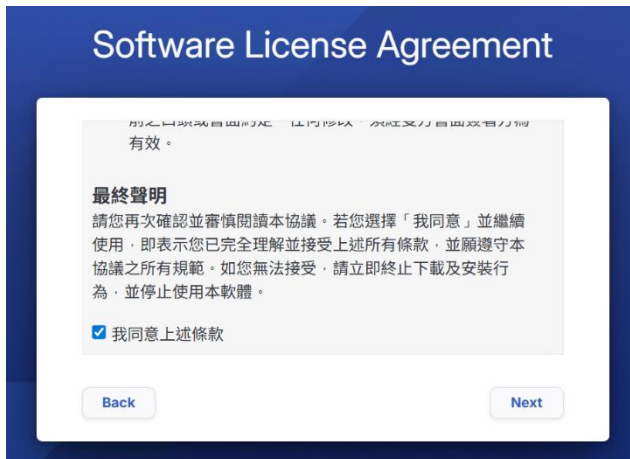 Software License Agreement
有效。
最終聲明
請您再次確認並審慎閱讀本協議。若您選擇「我同意」並繼續
使用，即表示您已完全理解並接受上述所有條款，並願遵守本
協議之所有規範。如您無法接受，請立即終止下載及安裝行
為，並停止使用本軟體。
我同意上述條款
Back
Next